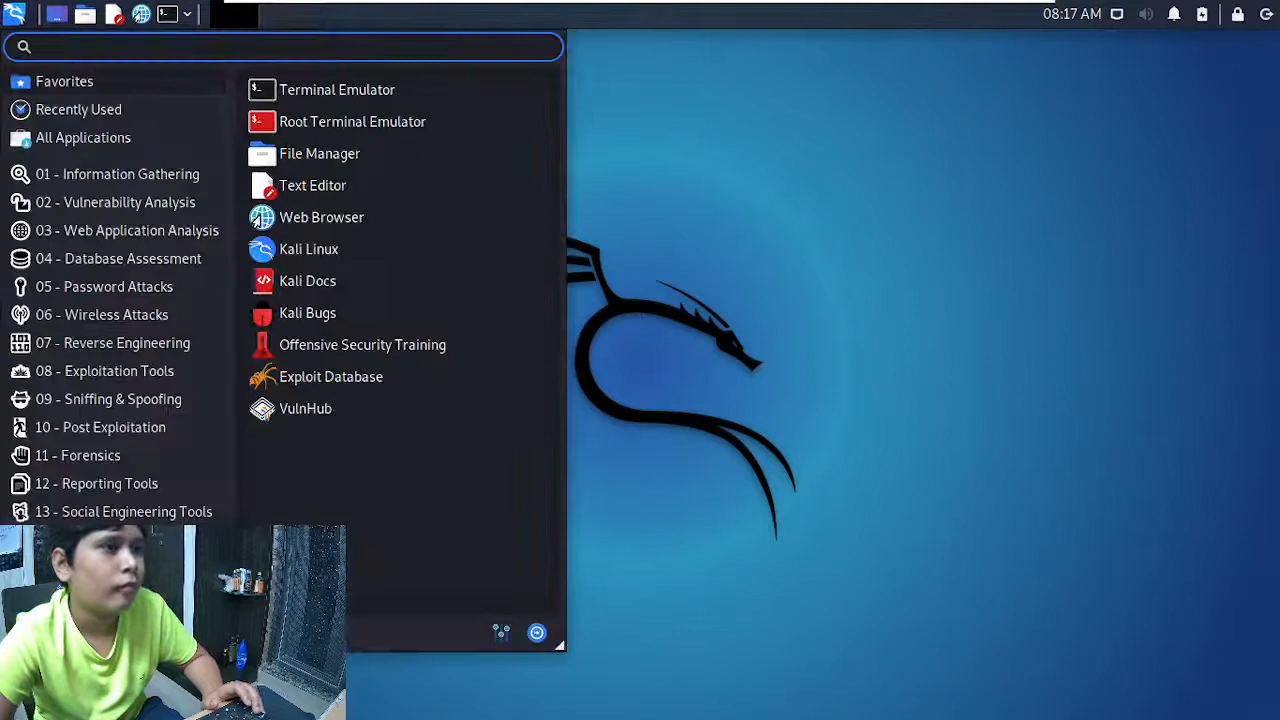 08:17 AM
Favorites
Recently Used
All Applications
01 - Information Gathering
02 - Vulnerability Analysis
03 - Web Application Analysis
04 - Database Assessment
05 - Password Attacks
06 - Wireless Attacks
07 - Reverse Engineering
08 - Exploitation Tools
09 - Sniffing & Spoofing
10 - Post Exploitation
11 - Forensics
12 - Reporting Tools
13 - Social Engineering Tools
Terminal Emulator
Root Terminal Emulator
File Manager
Text Editor
Web Browser
Kali Linux
Kali Docs
Kali Bugs
Offensive Security Training
Exploit Database
VulnHub